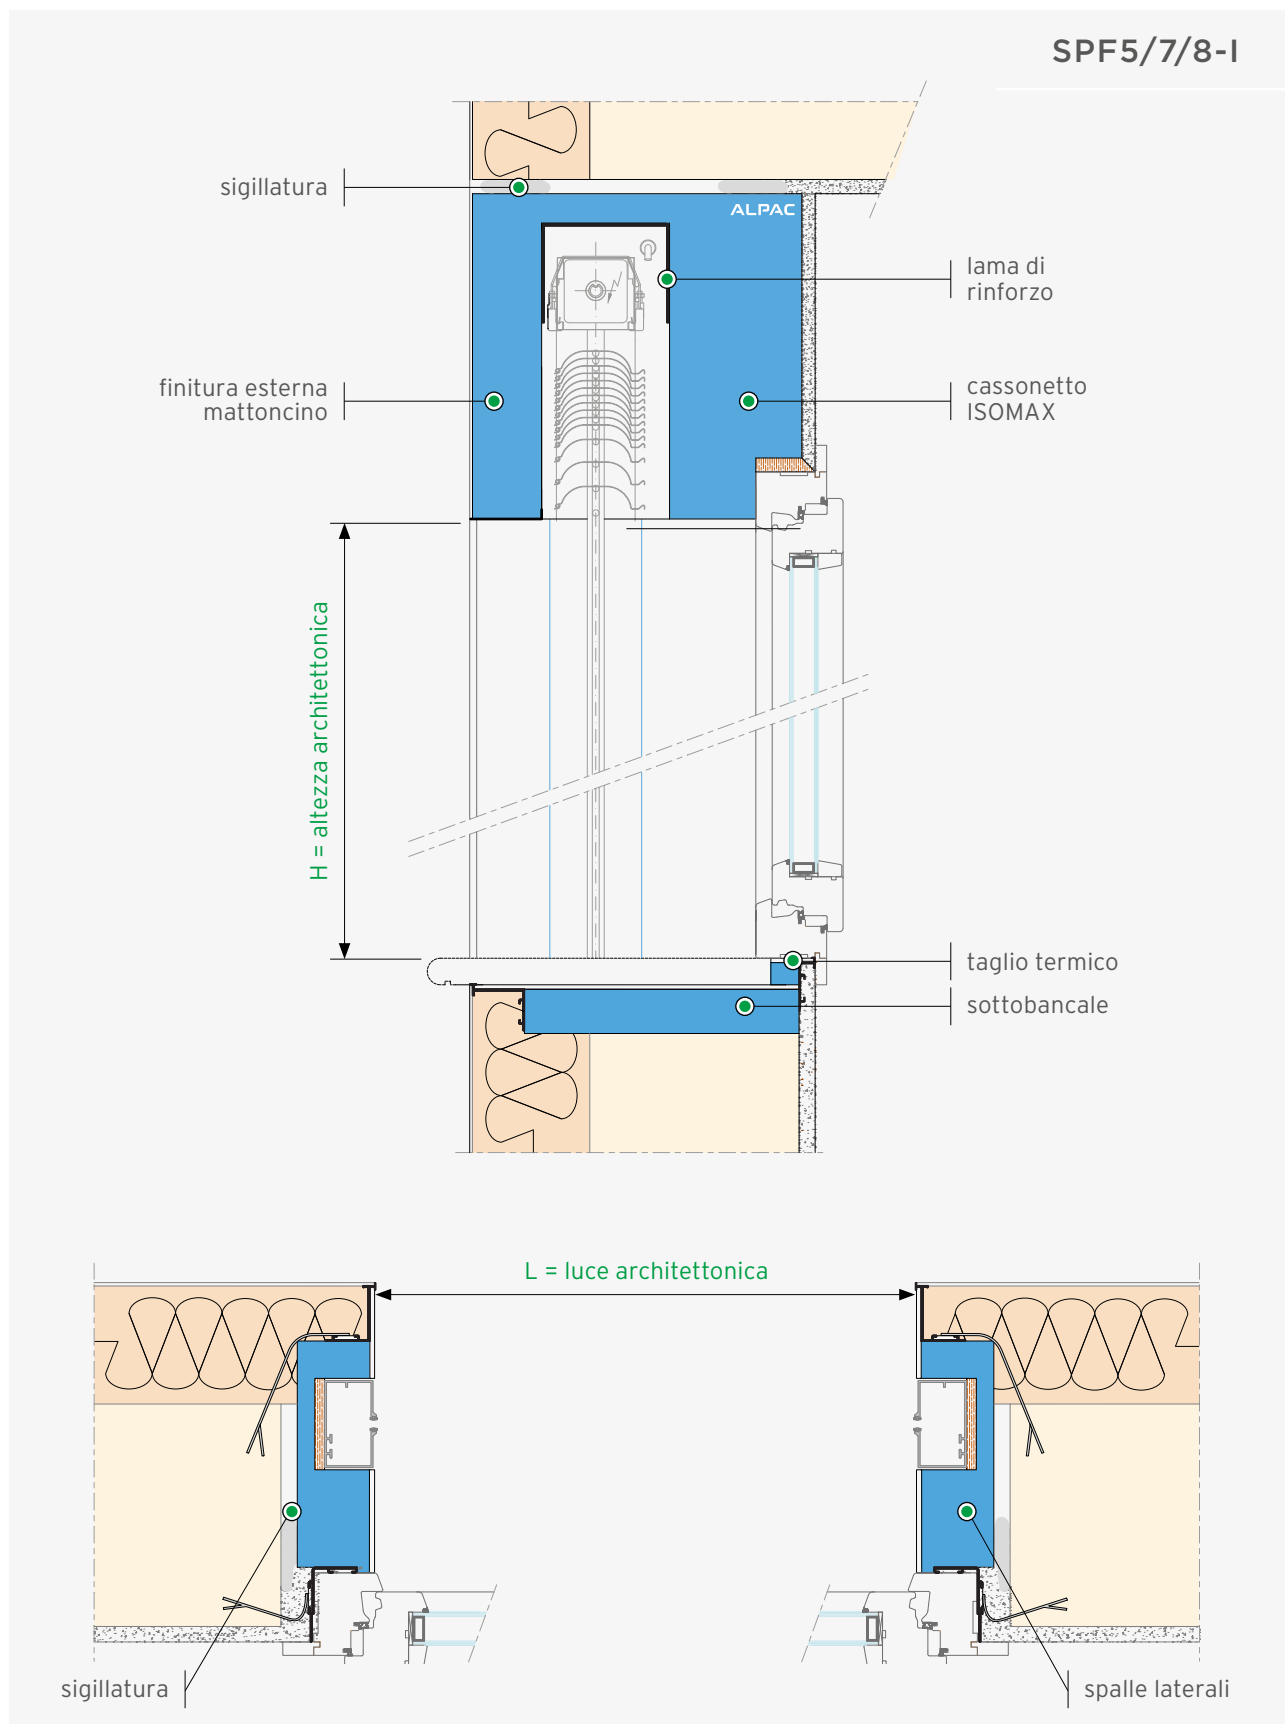 SPF5/7/8-I
sigillatura
ALPAC
lama di
rinforzo
finitura esterna
mattoncino
cassonetto
ISOMAX
H = altezza architettonica
taglio termico
sottobancale
L = luce architettonica
sigillatura
spalle laterali